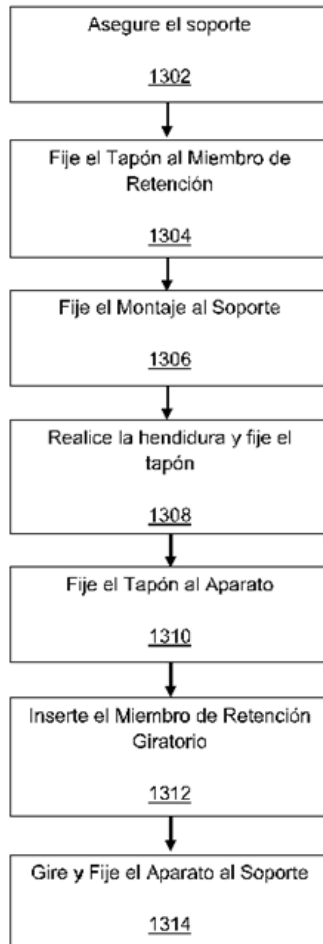 Asegure el soporte
1302
Fije el Tapón al Miembro de
Retención
1304
Fije el Montaje al Soporte
1306
Realice la hendidura y fije el
tapón
1308
Fije el Tapón al Aparato
1310
Inserte el Miembro de Retención
Giratorio
1312
Gire y Fije el Aparato al Soporte
1314